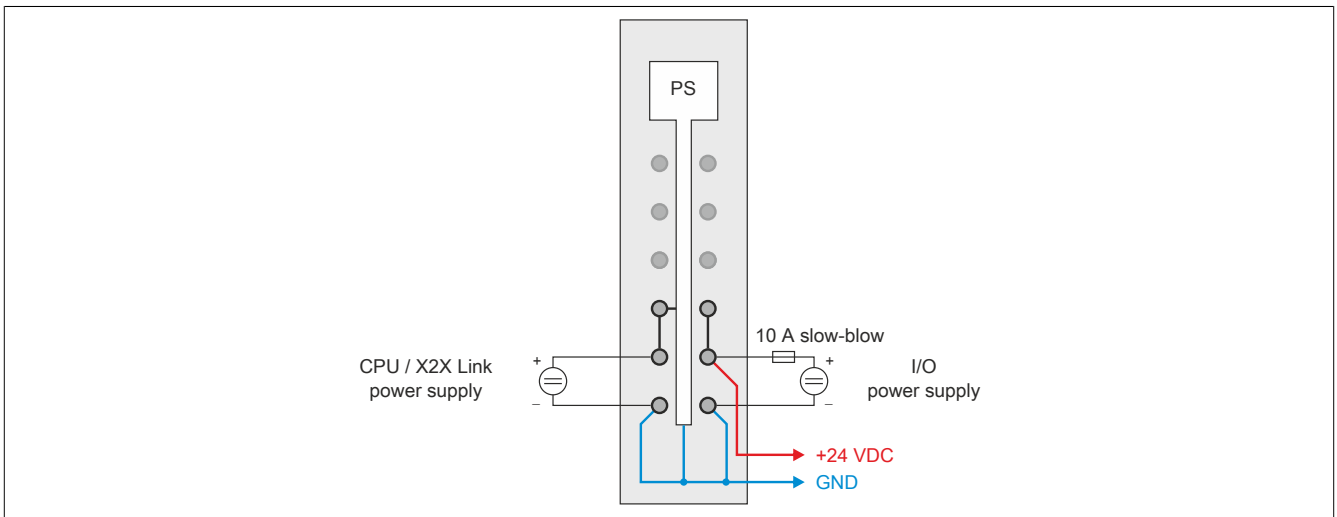 PS
10 A slow-blow
CPU / X2X Link
power supply
+
−
+
−
I/O
power supply
+24 VDC
GND